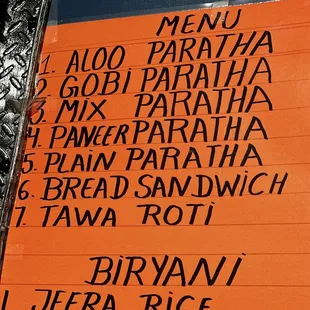 MENU
1. ALOO PARATHA
2. GOBI PARATHA
3. MIX PARATHA
4. PANEER PARATHA
5. PLAIN PARATHA
6. BREAD SANDWICH
7. TAWA ROTI
BIRYANI
1 JEERA RICE